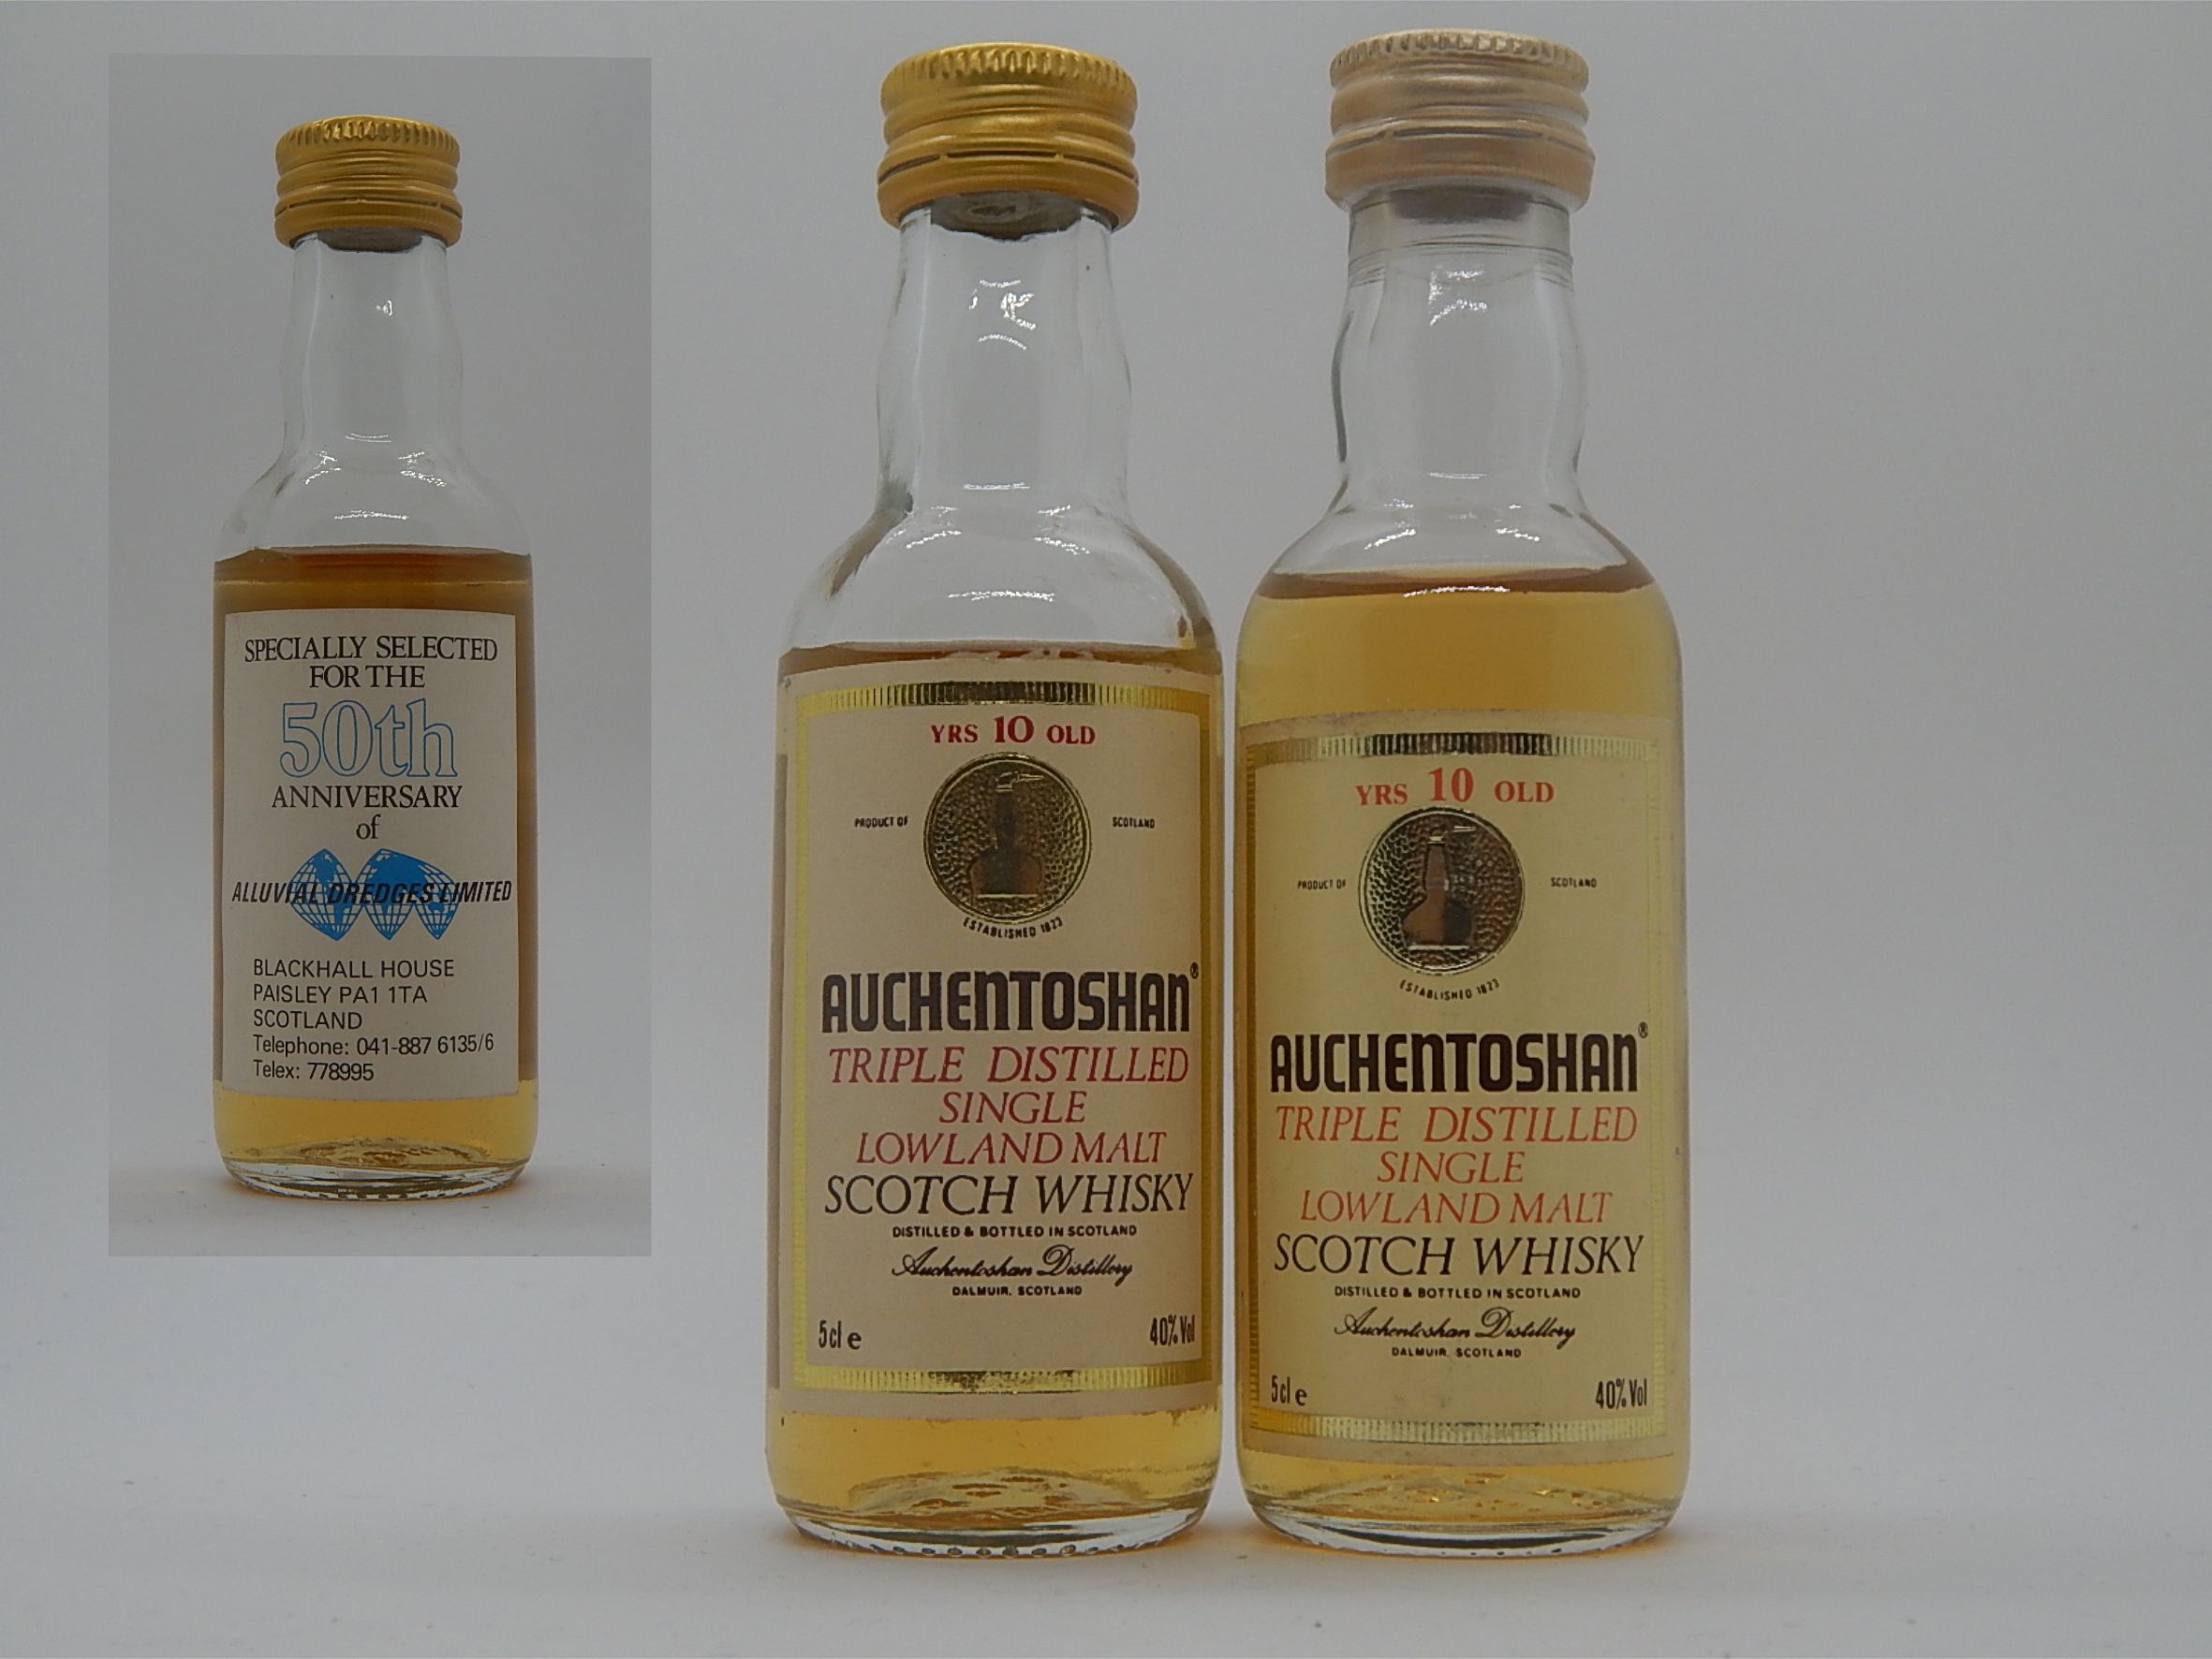 SPECIALLY SELECTED
FOR THE
50th
ANNIVERSARY
of
ALLUVIAL DREDGES LIMITED
BLACKHALL HOUSE
PAISLEY PA1 1TA
SCOTLAND
Telephone: 041-887 6135/6
Telex: 778995
YRS 10 OLD
PRODUCT OF SCOTLAND
ESTABLISHED 1823
AUCHENTOSHAN®
TRIPLE DISTILLED
SINGLE
LOWLAND MALT
SCOTCH WHISKY
DISTILLED & BOTTLED IN SCOTLAND
Auchentoshan Distillery
DALMUIR, SCOTLAND
5cl e 40% Vol
YRS 10 OLD
PRODUCT OF SCOTLAND
ESTABLISHED 1823
AUCHENTOSHAN®
TRIPLE DISTILLED
SINGLE
LOWLAND MALT
SCOTCH WHISKY
DISTILLED & BOTTLED IN SCOTLAND
Auchentoshan Distillery
DALMUIR, SCOTLAND
5cl e 40% Vol